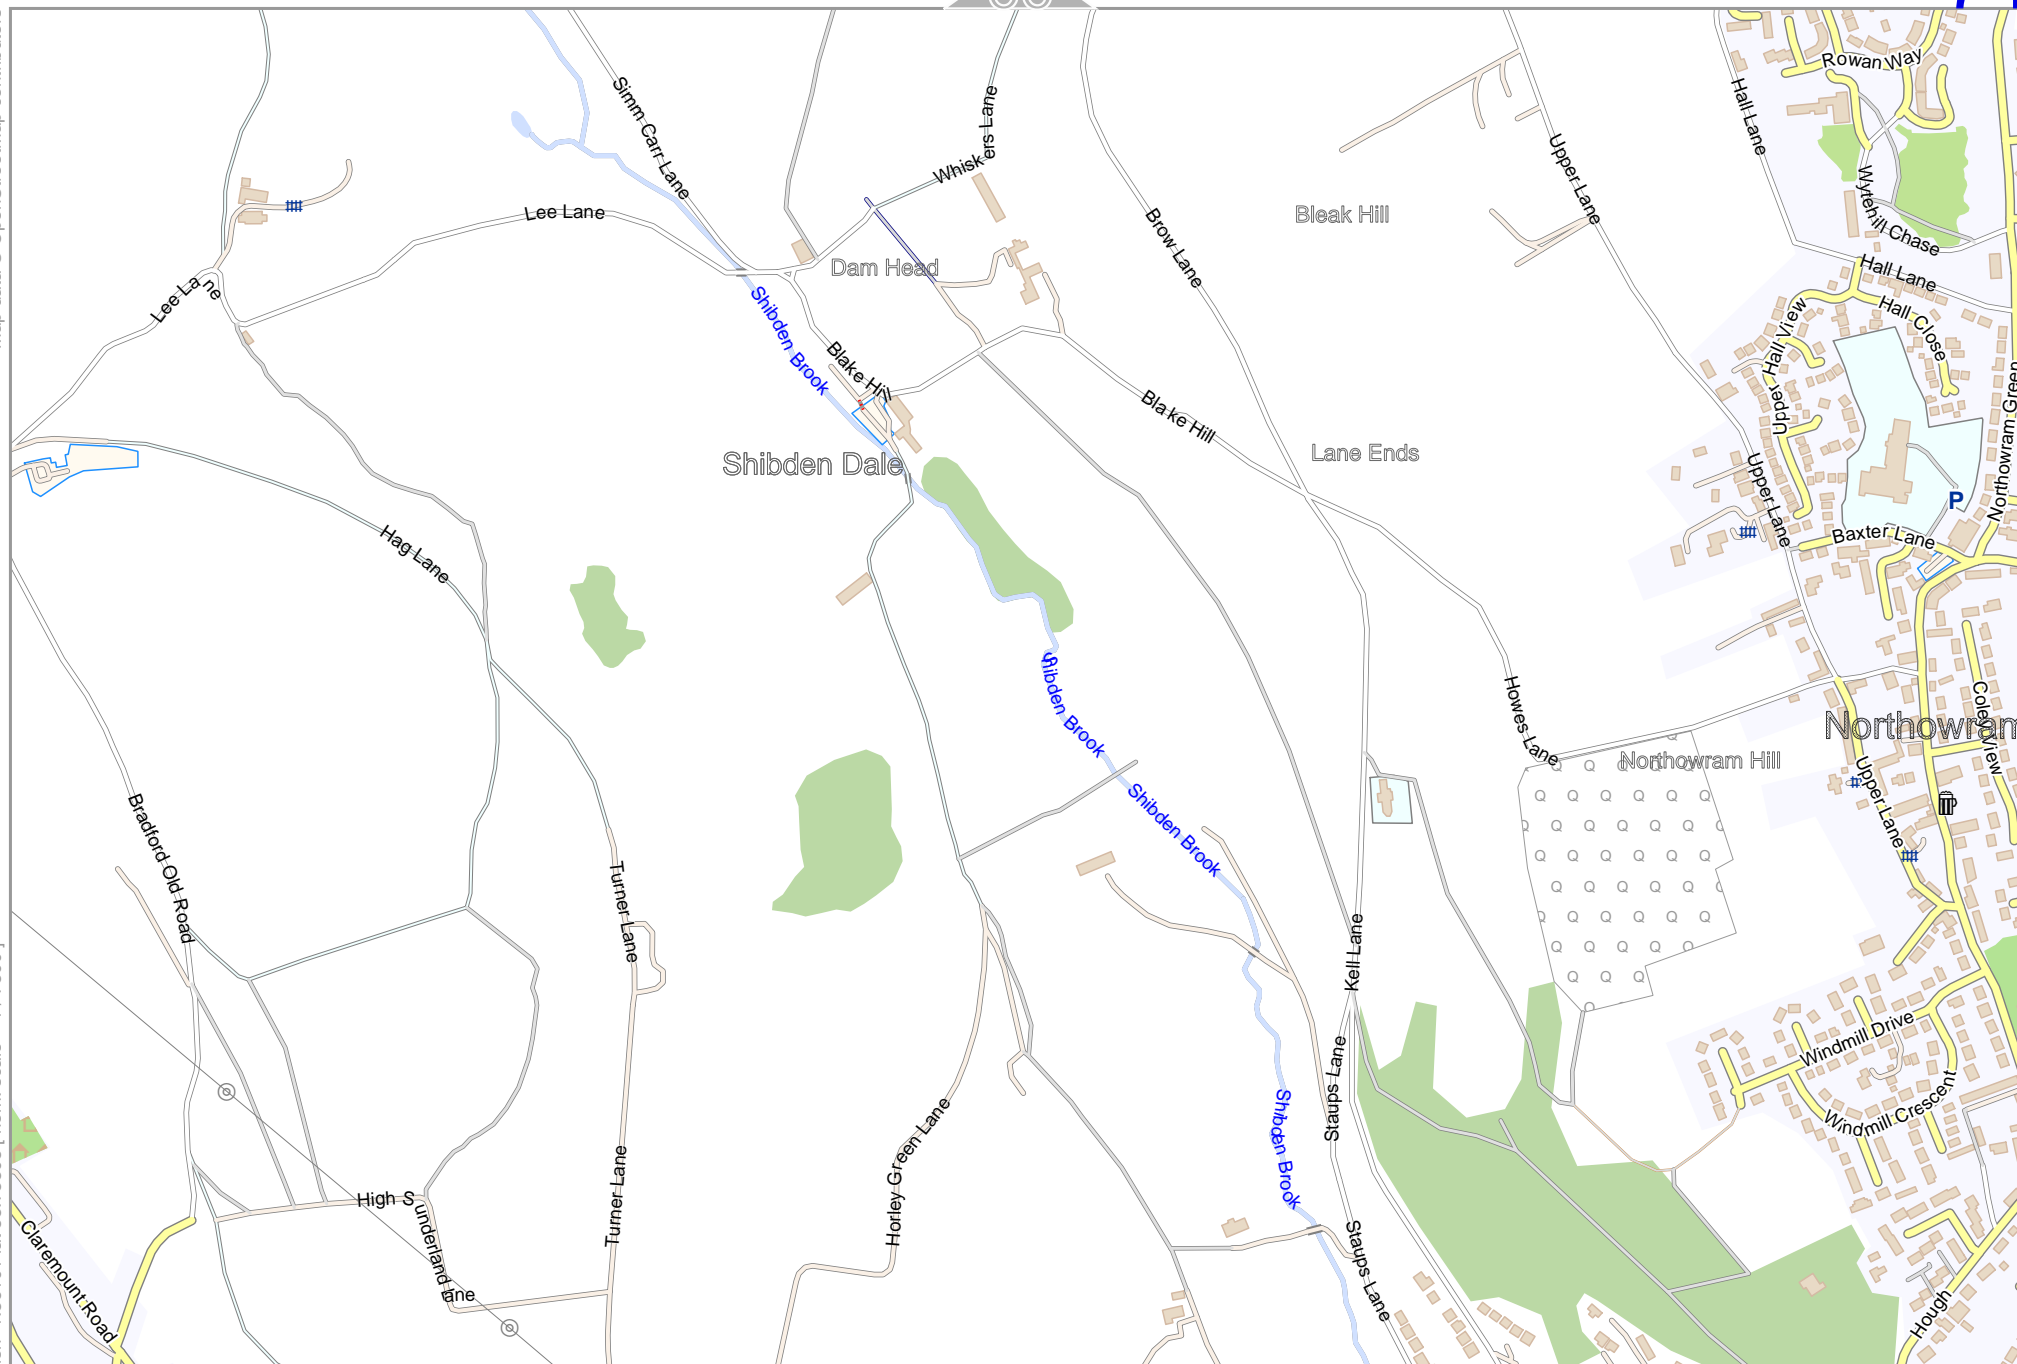 Rowan Way
Simm Carr Lane
Hall Lane
Whiskers Lane
Upper Lane
Wytehill Chase
Lee Lane
Brow Lane
Bleak Hill
Dam Head
Hall Lane
Lee Lane
Shibden Brook
Hall Close
Upper Hall View
Blake Hill
Blake Hill
Northowram Green
Lane Ends
Shibden Dale
Upper Lane
P
Baxter Lane
Hag Lane
Shibden Brook
Howes Lane
Coley View
Northowram
Northowram Hill
Shibden Brook
Upper Lane
Bradford Old Road
Turner Lane
Kell Lane
Windmill Drive
Staups Lane
Windmill Crescent
Shibden Brook
Horley Green Lane
Turner Lane
High Sunderland lane
Claremount Road
Staups Lane
Hough